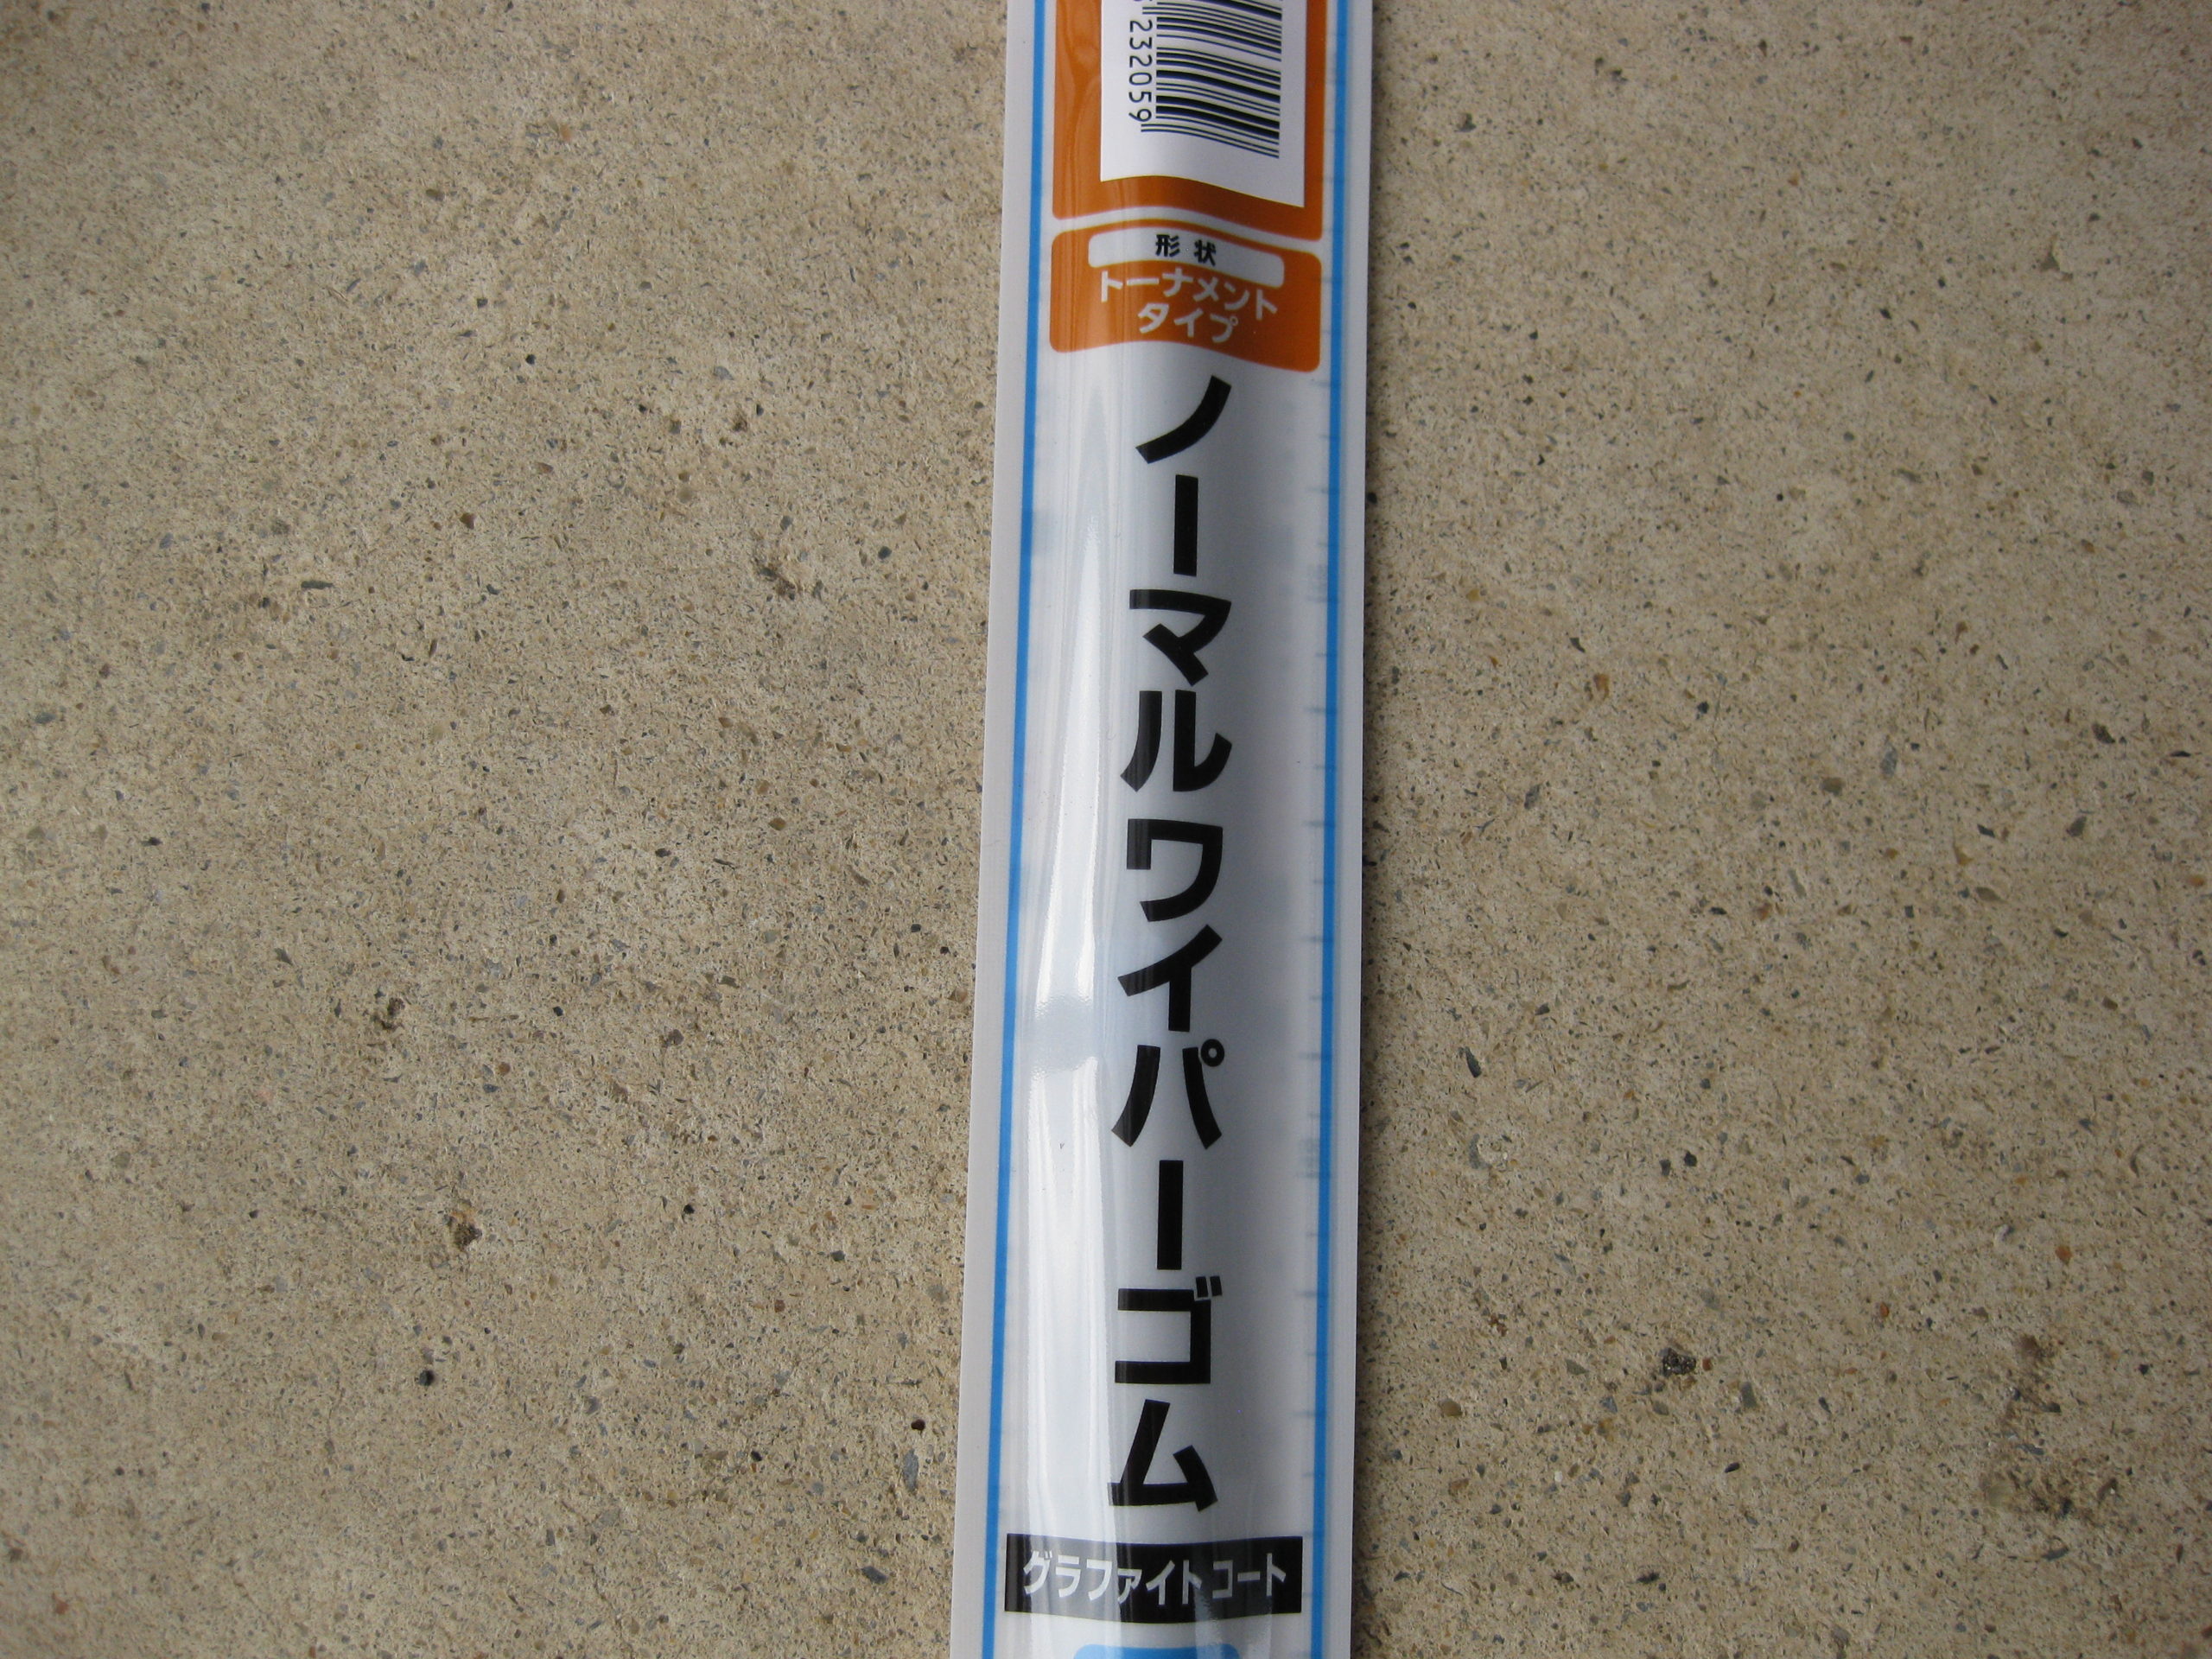 232059
形状
トーナメント
タイプ
ノーマルワイパーゴム
グラファイトコート